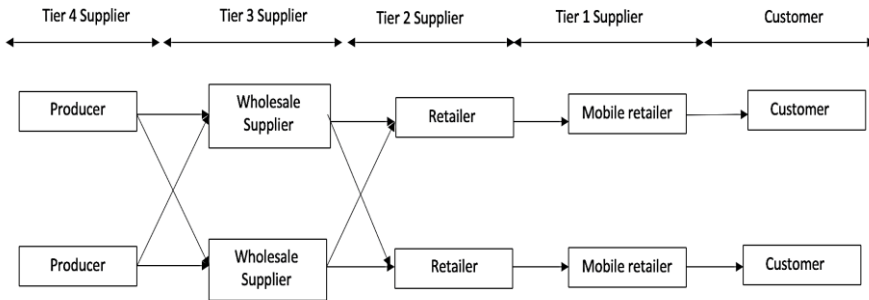 Tier 4 Supplier Tier 3 Supplier Tier 2 Supplier Tier 1 Supplier Customer
Producer
Wholesale
Supplier
Retailer
Mobile retailer
Customer
Producer
Wholesale
Supplier
Retailer
Mobile retailer
Customer